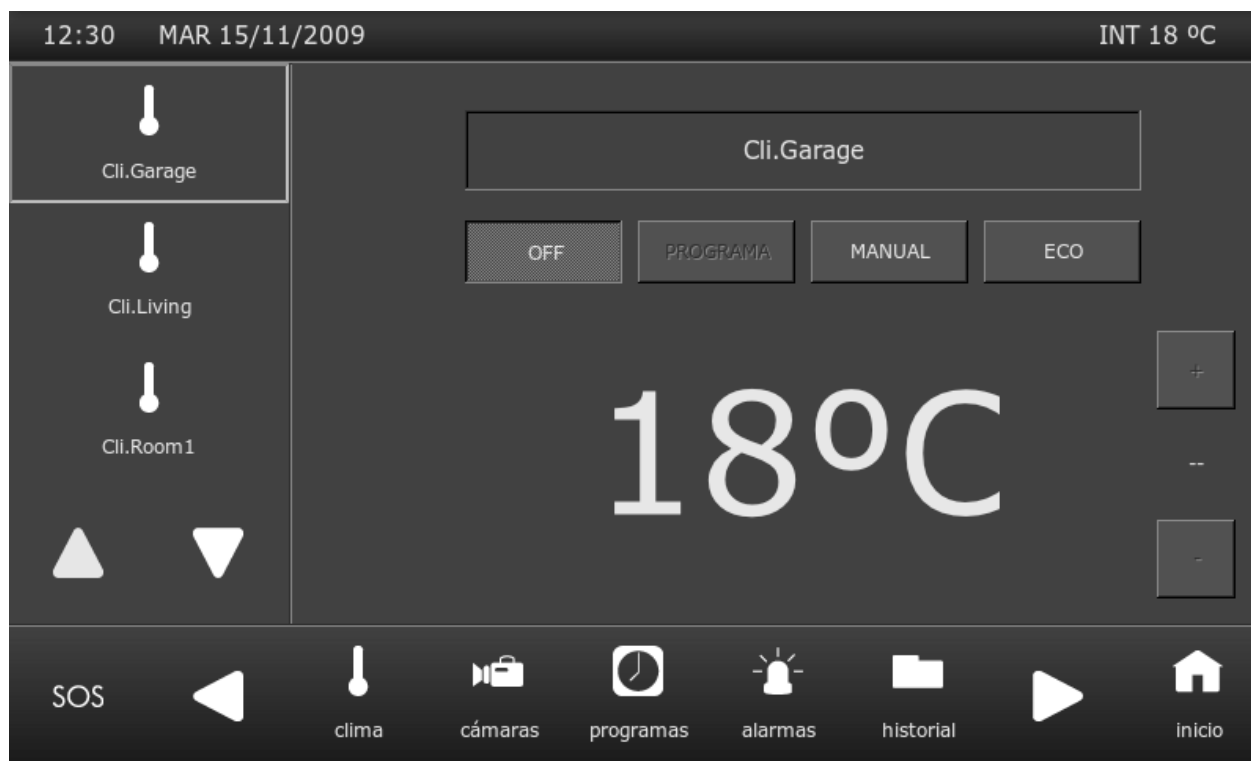 12:30 MAR 15/11/2009 INT 18 ºC
Cli.Garage
Cli.Living
Cli.Room1
Cli.Garage
OFF PROGRAMA MANUAL ECO
18ºC
+
--
-
SOS clima cámaras programas alarmas historial inicio